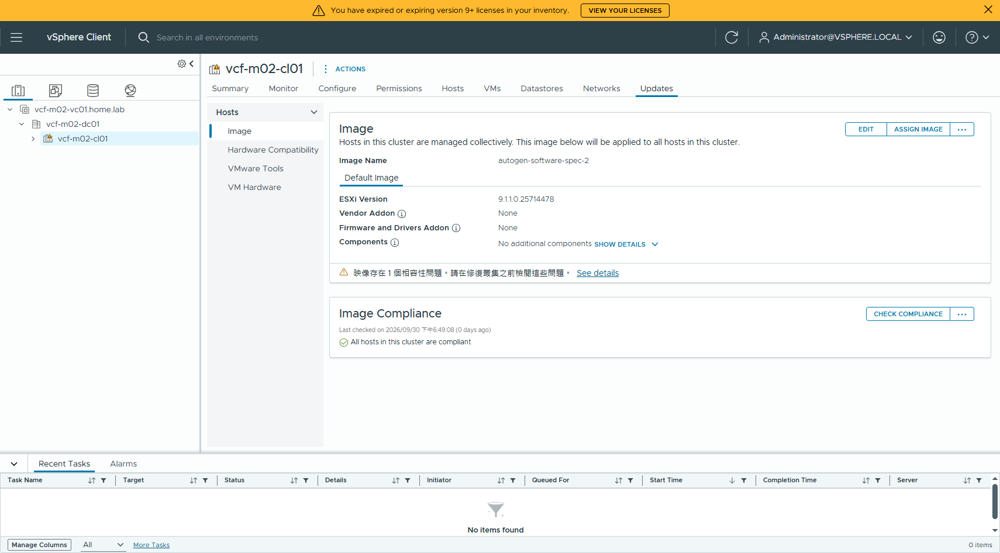 You have expired or expiring version 9+ licenses in your inventory. VIEW YOUR LICENSES
vSphere Client
Search in all environments
Administrator@VSPHERE.LOCAL
vcf-m02-vc01.home.lab
vcf-m02-dc01
vcf-m02-cl01
vcf-m02-cl01
ACTIONS
Summary Monitor Configure Permissions Hosts VMs Datastores Networks Updates
Hosts
Image
Hardware Compatibility
VMware Tools
VM Hardware
Image
EDIT ASSIGN IMAGE ...
Hosts in this cluster are managed collectively. This image below will be applied to all hosts in this cluster.
Image Name autogen-software-spec-2
Default Image
ESXi Version 9.1.1.0.25714478
Vendor Addon None
Firmware and Drivers Addon None
Components No additional components SHOW DETAILS
映像存在 1 個相容性問題。請在修復叢集之前檢閱這些問題。 See details
Image Compliance
CHECK COMPLIANCE ...
Last checked on 2026/09/30 下午6:49:08 (0 days ago)
All hosts in this cluster are compliant
Recent Tasks Alarms
Task Name Target Status Details Initiator Queued For Start Time Completion Time Server
No items found
Manage Columns All More Tasks 0 items